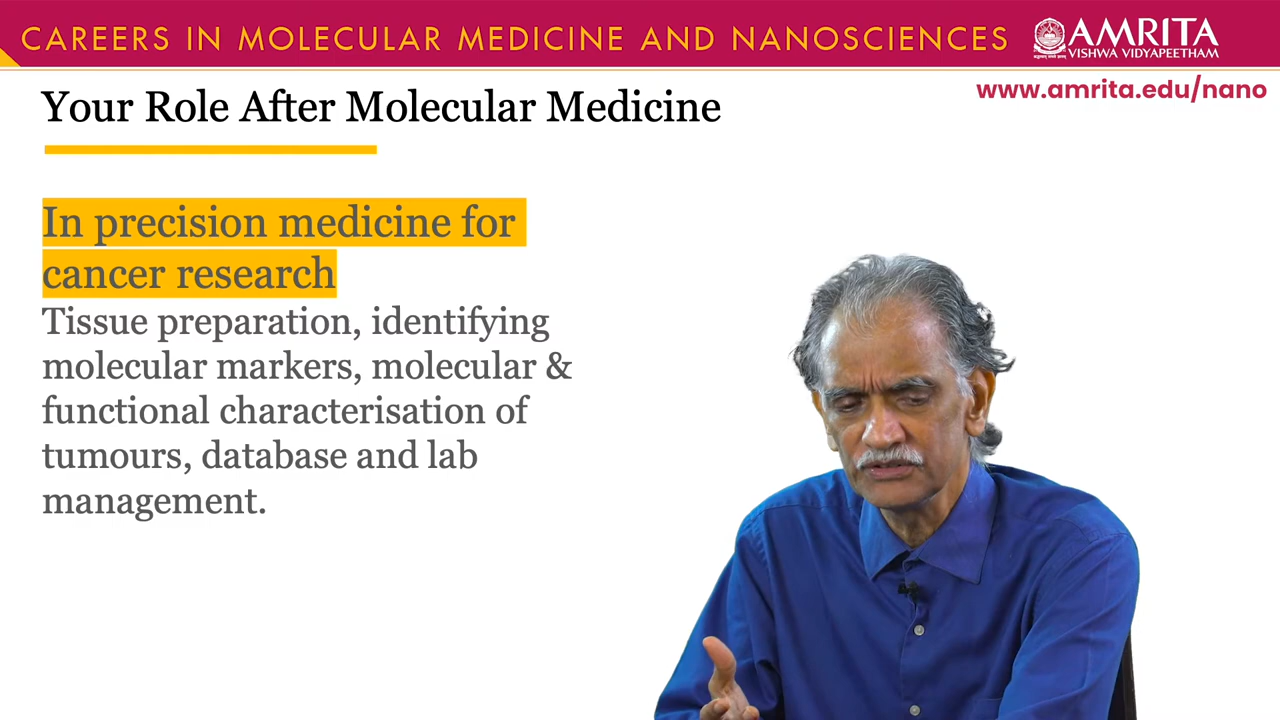 CAREERS IN MOLECULAR MEDICINE AND NANOSCIENCES
AMRITA
VISHWA VIDYAPEETHAM
www.amrita.edu/nano
Your Role After Molecular Medicine
In precision medicine for
cancer research
Tissue preparation, identifying
molecular markers, molecular &
functional characterisation of
tumours, database and lab
management.